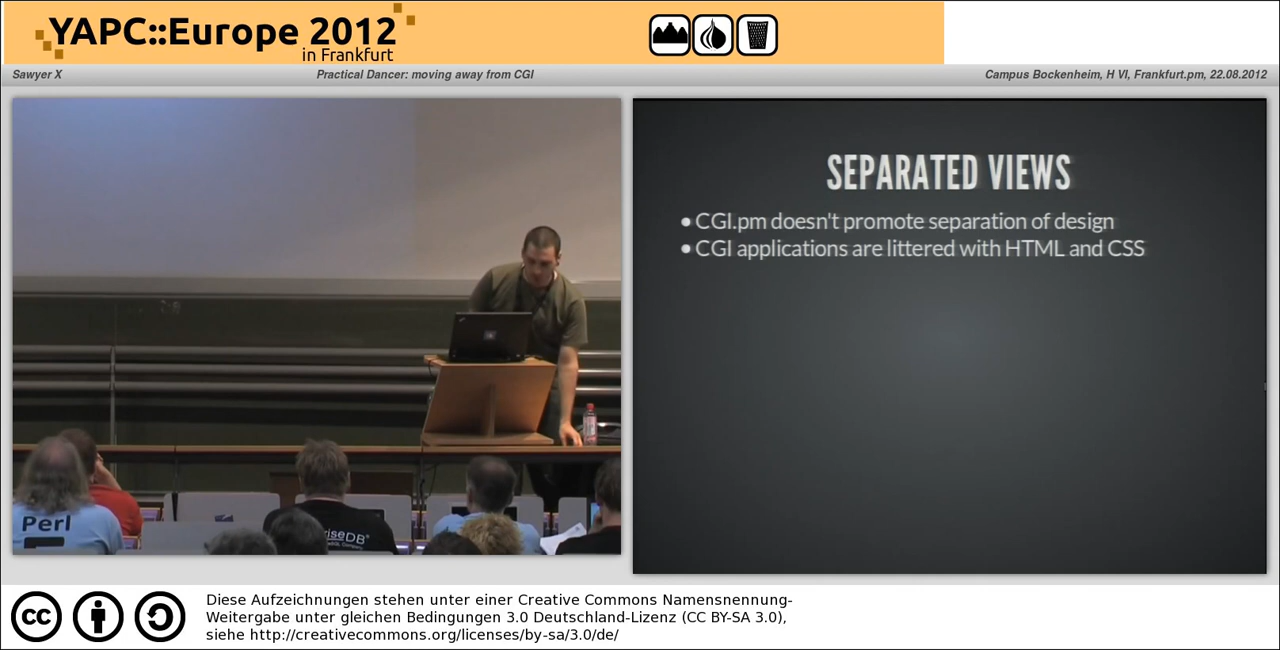 YAPC::Europe 2012
in Frankfurt
Sawyer X
Practical Dancer: moving away from CGI
Campus Bockenheim, H VI, Frankfurt.pm, 22.08.2012
SEPARATED VIEWS
• CGI.pm doesn't promote separation of design
• CGI applications are littered with HTML and CSS
Perl
riseDB®
cc
Diese Aufzeichnungen stehen unter einer Creative Commons Namensnennung-
Weitergabe unter gleichen Bedingungen 3.0 Deutschland-Lizenz (CC BY-SA 3.0),
siehe http://creativecommons.org/licenses/by-sa/3.0/de/